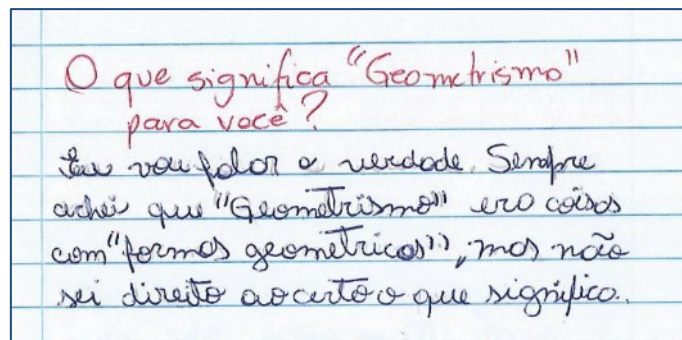 O que significa "Geometrismo"
para você?
Eu vou falar a verdade. Sempre
achei que "Geometrismo" era coisas
com "formas geometricas", mas não
sei direito ao certo o que significa.